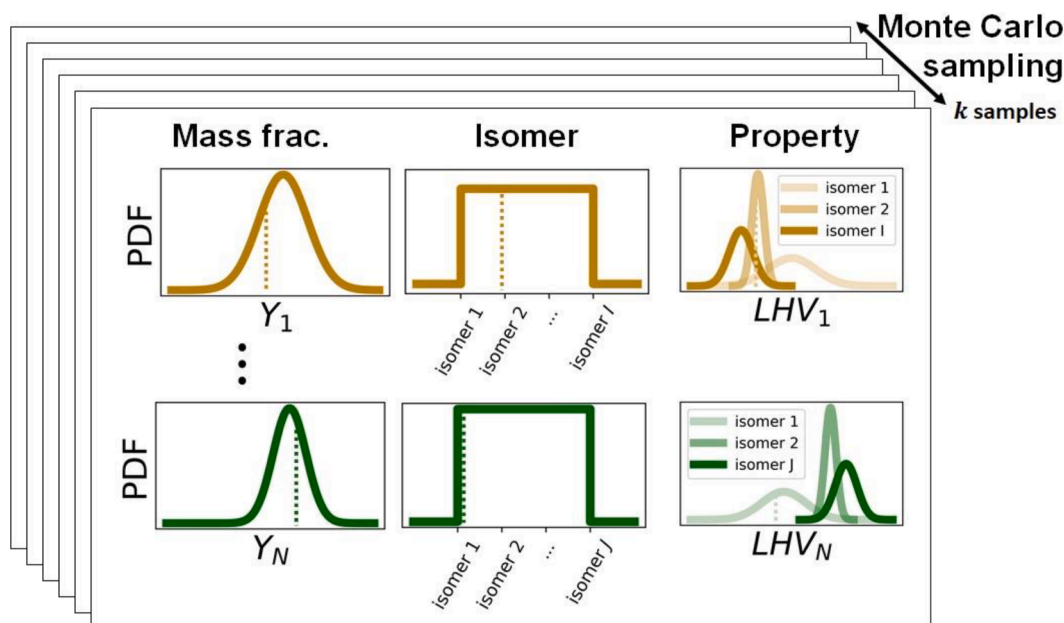 Monte Carlo
sampling
k samples
Mass frac.
Isomer
Property
PDF
Y1
isomer 1
isomer 2
...
isomer I
isomer 1
isomer 2
isomer I
LHV1
PDF
YN
isomer 1
isomer 2
...
isomer J
isomer 1
isomer 2
isomer J
LHVN